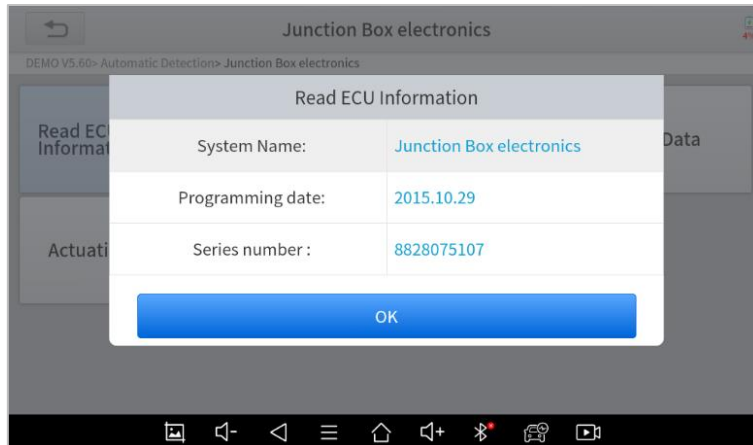 Junction Box electronics
DEMO V5.60> Automatic Detection> Junction Box electronics
Read ECU Information
Read ECU
Informat
Data
System Name: Junction Box electronics
Programming date: 2015.10.29
Actuati
Series number : 8828075107
OK